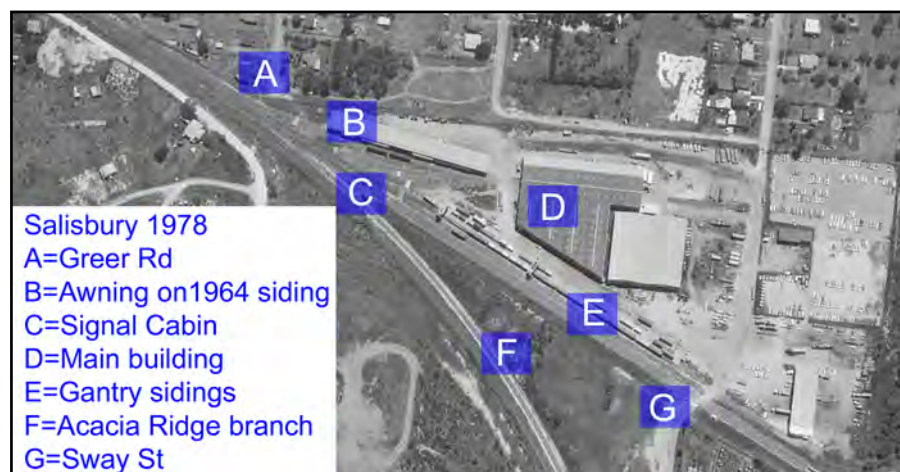 A
B
C
D
E
F
G
Salisbury 1978
A=Greer Rd
B=Awning on1964 siding
C=Signal Cabin
D=Main building
E=Gantry sidings
F=Acacia Ridge branch
G=Sway St